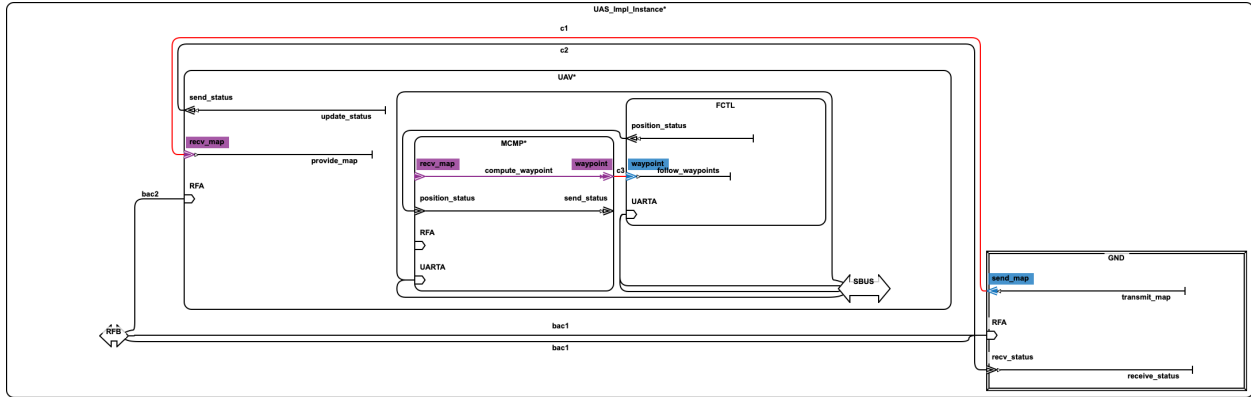 UAS_Impl_Instance*
c1
c2
UAV*
send_status
update_status
recv_map
provide_map
RFA
bac2
FCTL
position_status
MCMP*
recv_map
waypoint
waypoint
compute_waypoint
c3
follow_waypoints
position_status
send_status
UARTA
RFA
UARTA
SBUS
GND
send_map
transmit_map
RFB
bac1
RFA
bac1
recv_status
receive_status